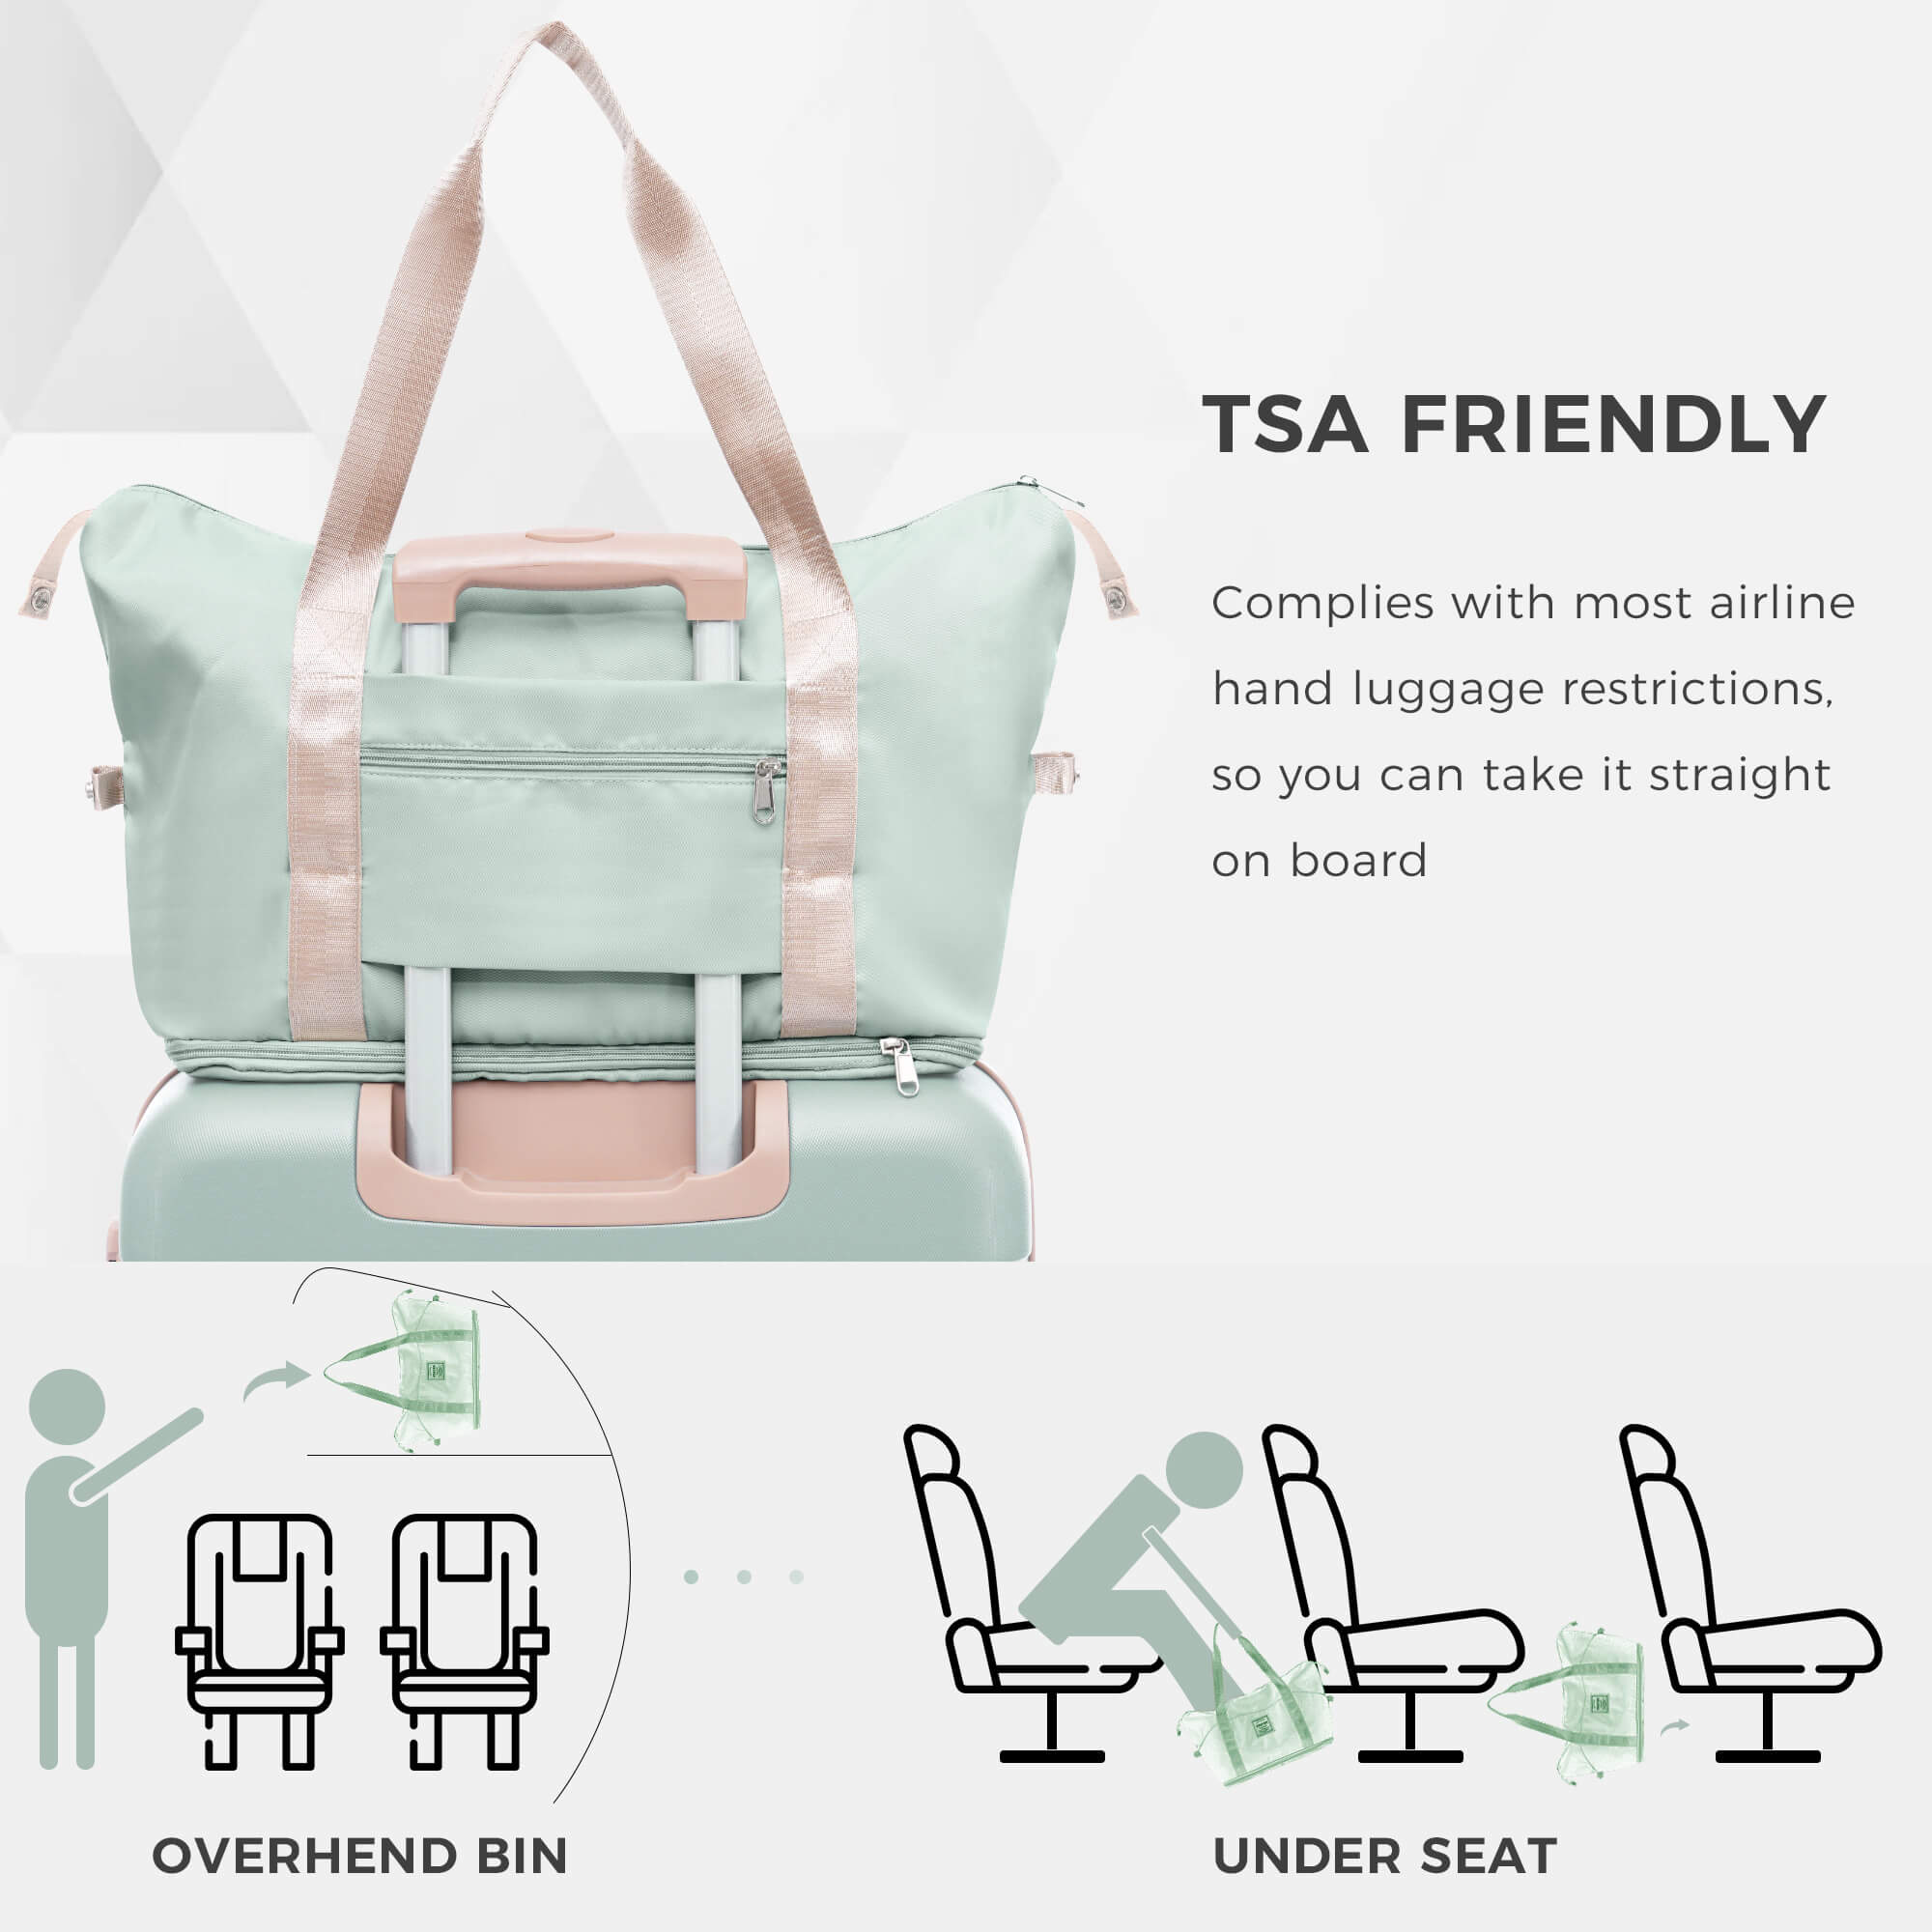 TSA FRIENDLY
Complies with most airline
hand luggage restrictions,
so you can take it straight
on board
OVERHEND BIN
UNDER SEAT